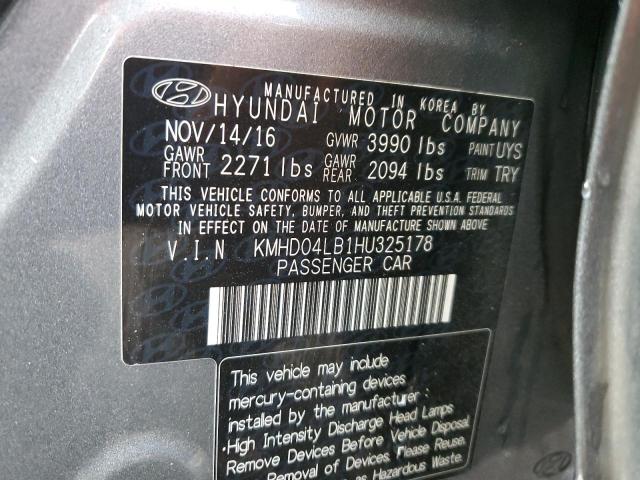 MANUFACTURED IN KOREA BY
HYUNDAI MOTOR COMPANY
NOV/14/16 GVWR 3990 lbs PAINT UYS
GAWR FRONT 2271 lbs GAWR REAR 2094 lbs TRIM TRY
THIS VEHICLE CONFORMS TO ALL APPLICABLE U.S.A. FEDERAL
MOTOR VEHICLE SAFETY, BUMPER, AND THEFT PREVENTION STANDARDS
IN EFFECT ON THE DATE OF MANUFACTURE SHOWN ABOVE
V.I.N KMHD04LB1HU325178
PASSENGER CAR
This vehicle may include
mercury-containing devices
installed by the manufacturer :
·High Intensity Discharge Head Lamps
Remove Devices Before Vehicle Disposal.
Removal of Devices. Please Reuse,
as Hazardous Waste.